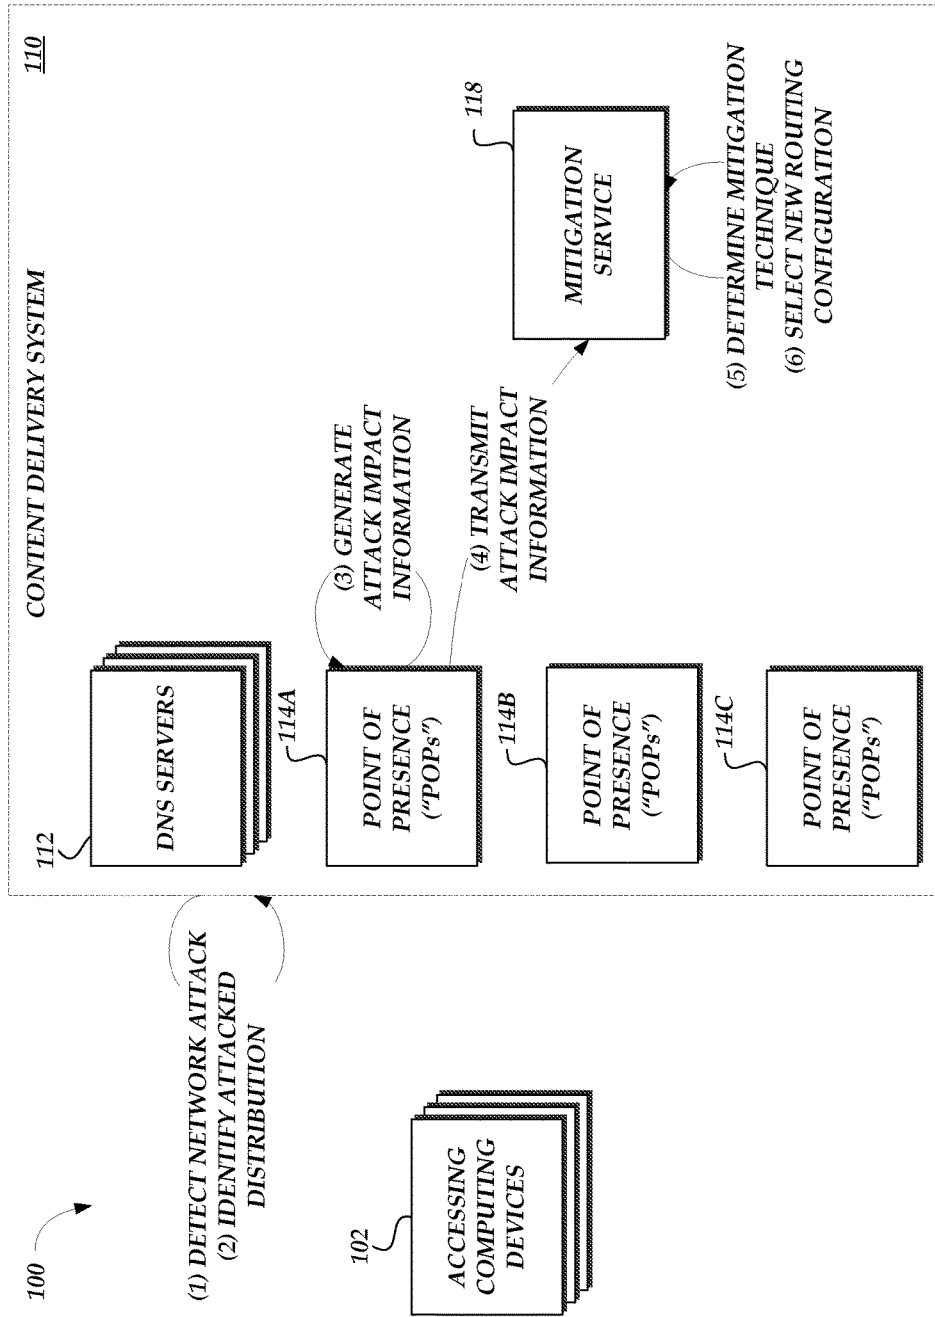 100
CONTENT DELIVERY SYSTEM
110
112
DNS SERVERS
(1) DETECT NETWORK ATTACK
(2) IDENTIFY ATTACKED
DISTRIBUTION
114A
POINT OF
PRESENCE
("POPs")
(3) GENERATE
ATTACK IMPACT
INFORMATION
102
ACCESSING
COMPUTING
DEVICES
(4) TRANSMIT
ATTACK IMPACT
INFORMATION
118
MITIGATION
SERVICE
114B
POINT OF
PRESENCE
("POPs")
(5) DETERMINE MITIGATION
TECHNIQUE
(6) SELECT NEW ROUTING
CONFIGURATION
114C
POINT OF
PRESENCE
("POPs")